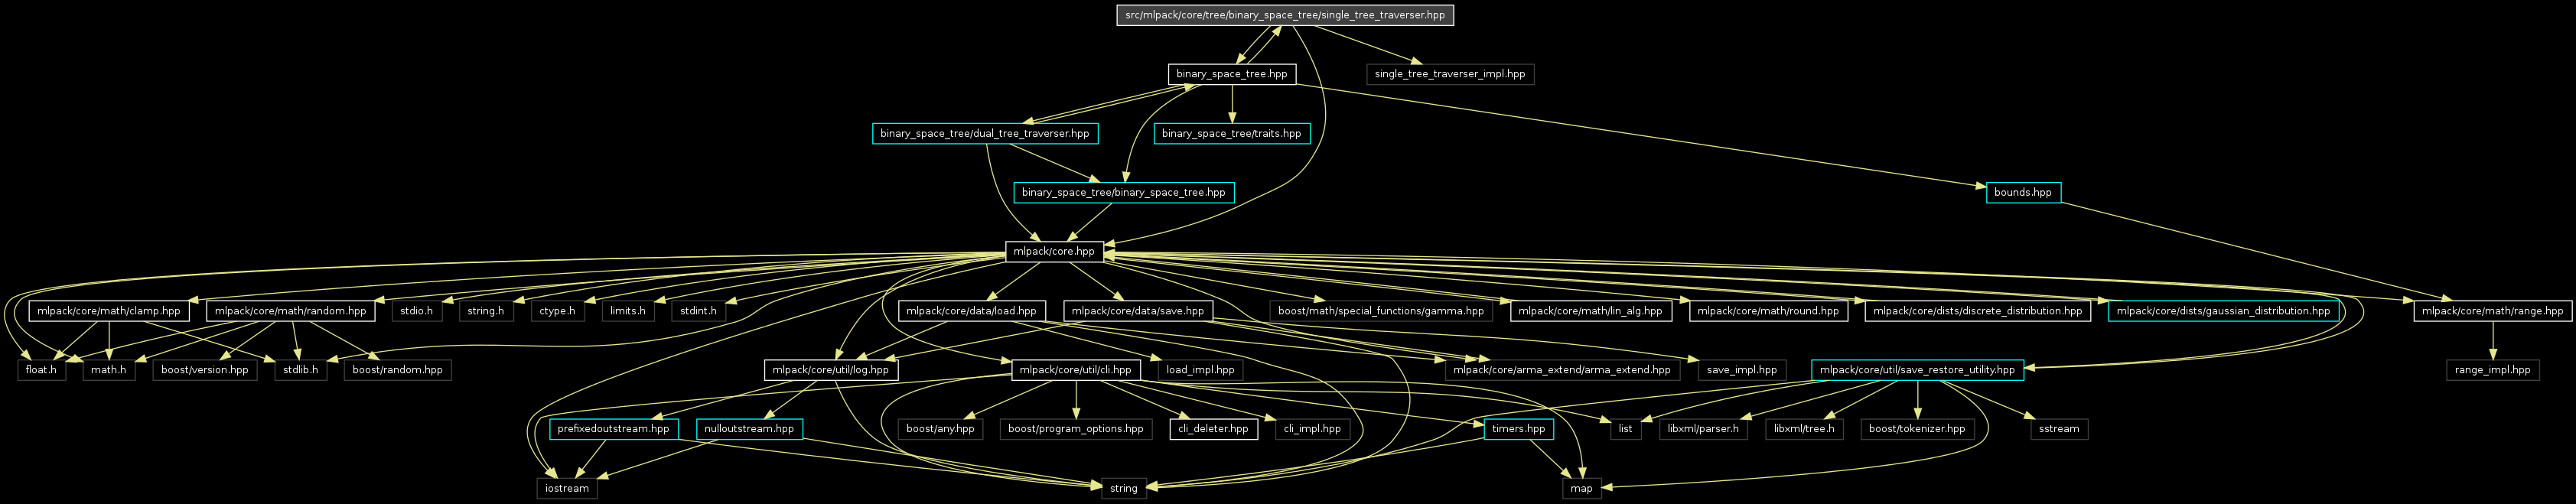 src/mlpack/core/tree/binary_space_tree/single_tree_traverser.hpp
binary_space_tree.hpp
single_tree_traverser_impl.hpp
binary_space_tree/dual_tree_traverser.hpp
binary_space_tree/traits.hpp
binary_space_tree/binary_space_tree.hpp
bounds.hpp
mlpack/core.hpp
mlpack/core/math/clamp.hpp
mlpack/core/math/random.hpp
stdio.h
string.h
ctype.h
limits.h
stdint.h
mlpack/core/data/load.hpp
mlpack/core/data/save.hpp
boost/math/special_functions/gamma.hpp
mlpack/core/math/lin_alg.hpp
mlpack/core/math/round.hpp
mlpack/core/dists/discrete_distribution.hpp
mlpack/core/dists/gaussian_distribution.hpp
mlpack/core/math/range.hpp
float.h
math.h
boost/version.hpp
stdlib.h
boost/random.hpp
mlpack/core/util/log.hpp
mlpack/core/util/cli.hpp
load_impl.hpp
mlpack/core/arma_extend/arma_extend.hpp
save_impl.hpp
mlpack/core/util/save_restore_utility.hpp
range_impl.hpp
prefixedoutstream.hpp
nulloutstream.hpp
boost/any.hpp
boost/program_options.hpp
cli_deleter.hpp
cli_impl.hpp
timers.hpp
list
libxml/parser.h
libxml/tree.h
boost/tokenizer.hpp
sstream
iostream
string
map